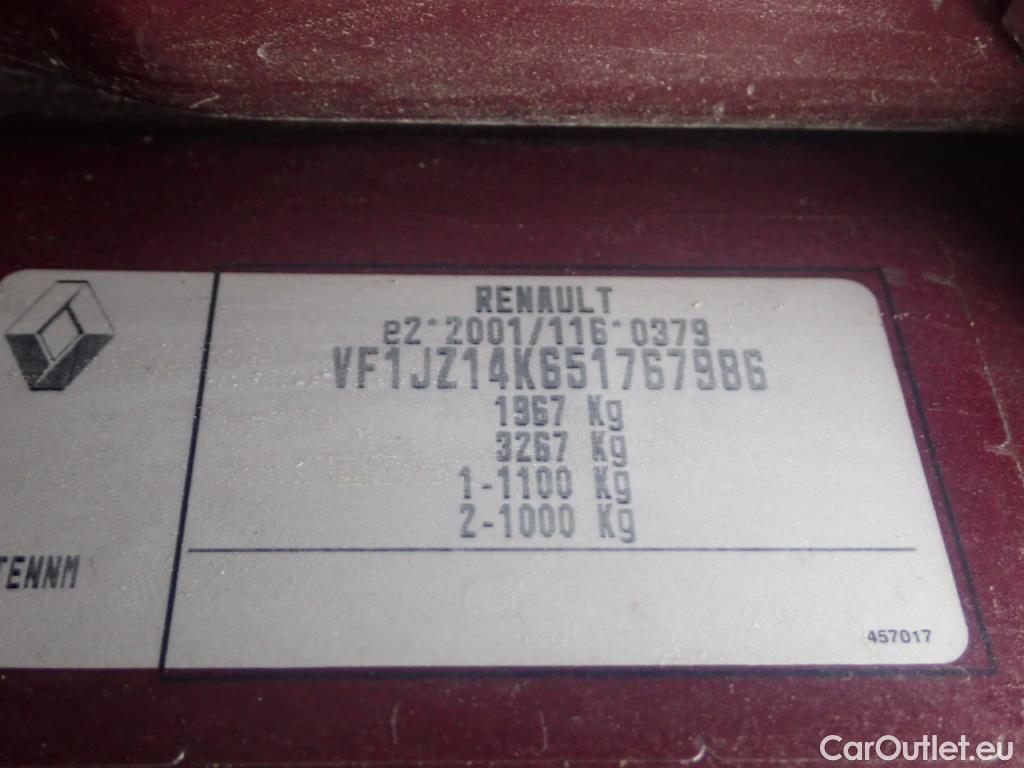 RENAULT
e2*2001/116*0379
VF1JZ14K651767986
1967 Kg
3267 Kg
1-1100 Kg
2-1000 Kg
TENNM
457017
CarOutlet.eu